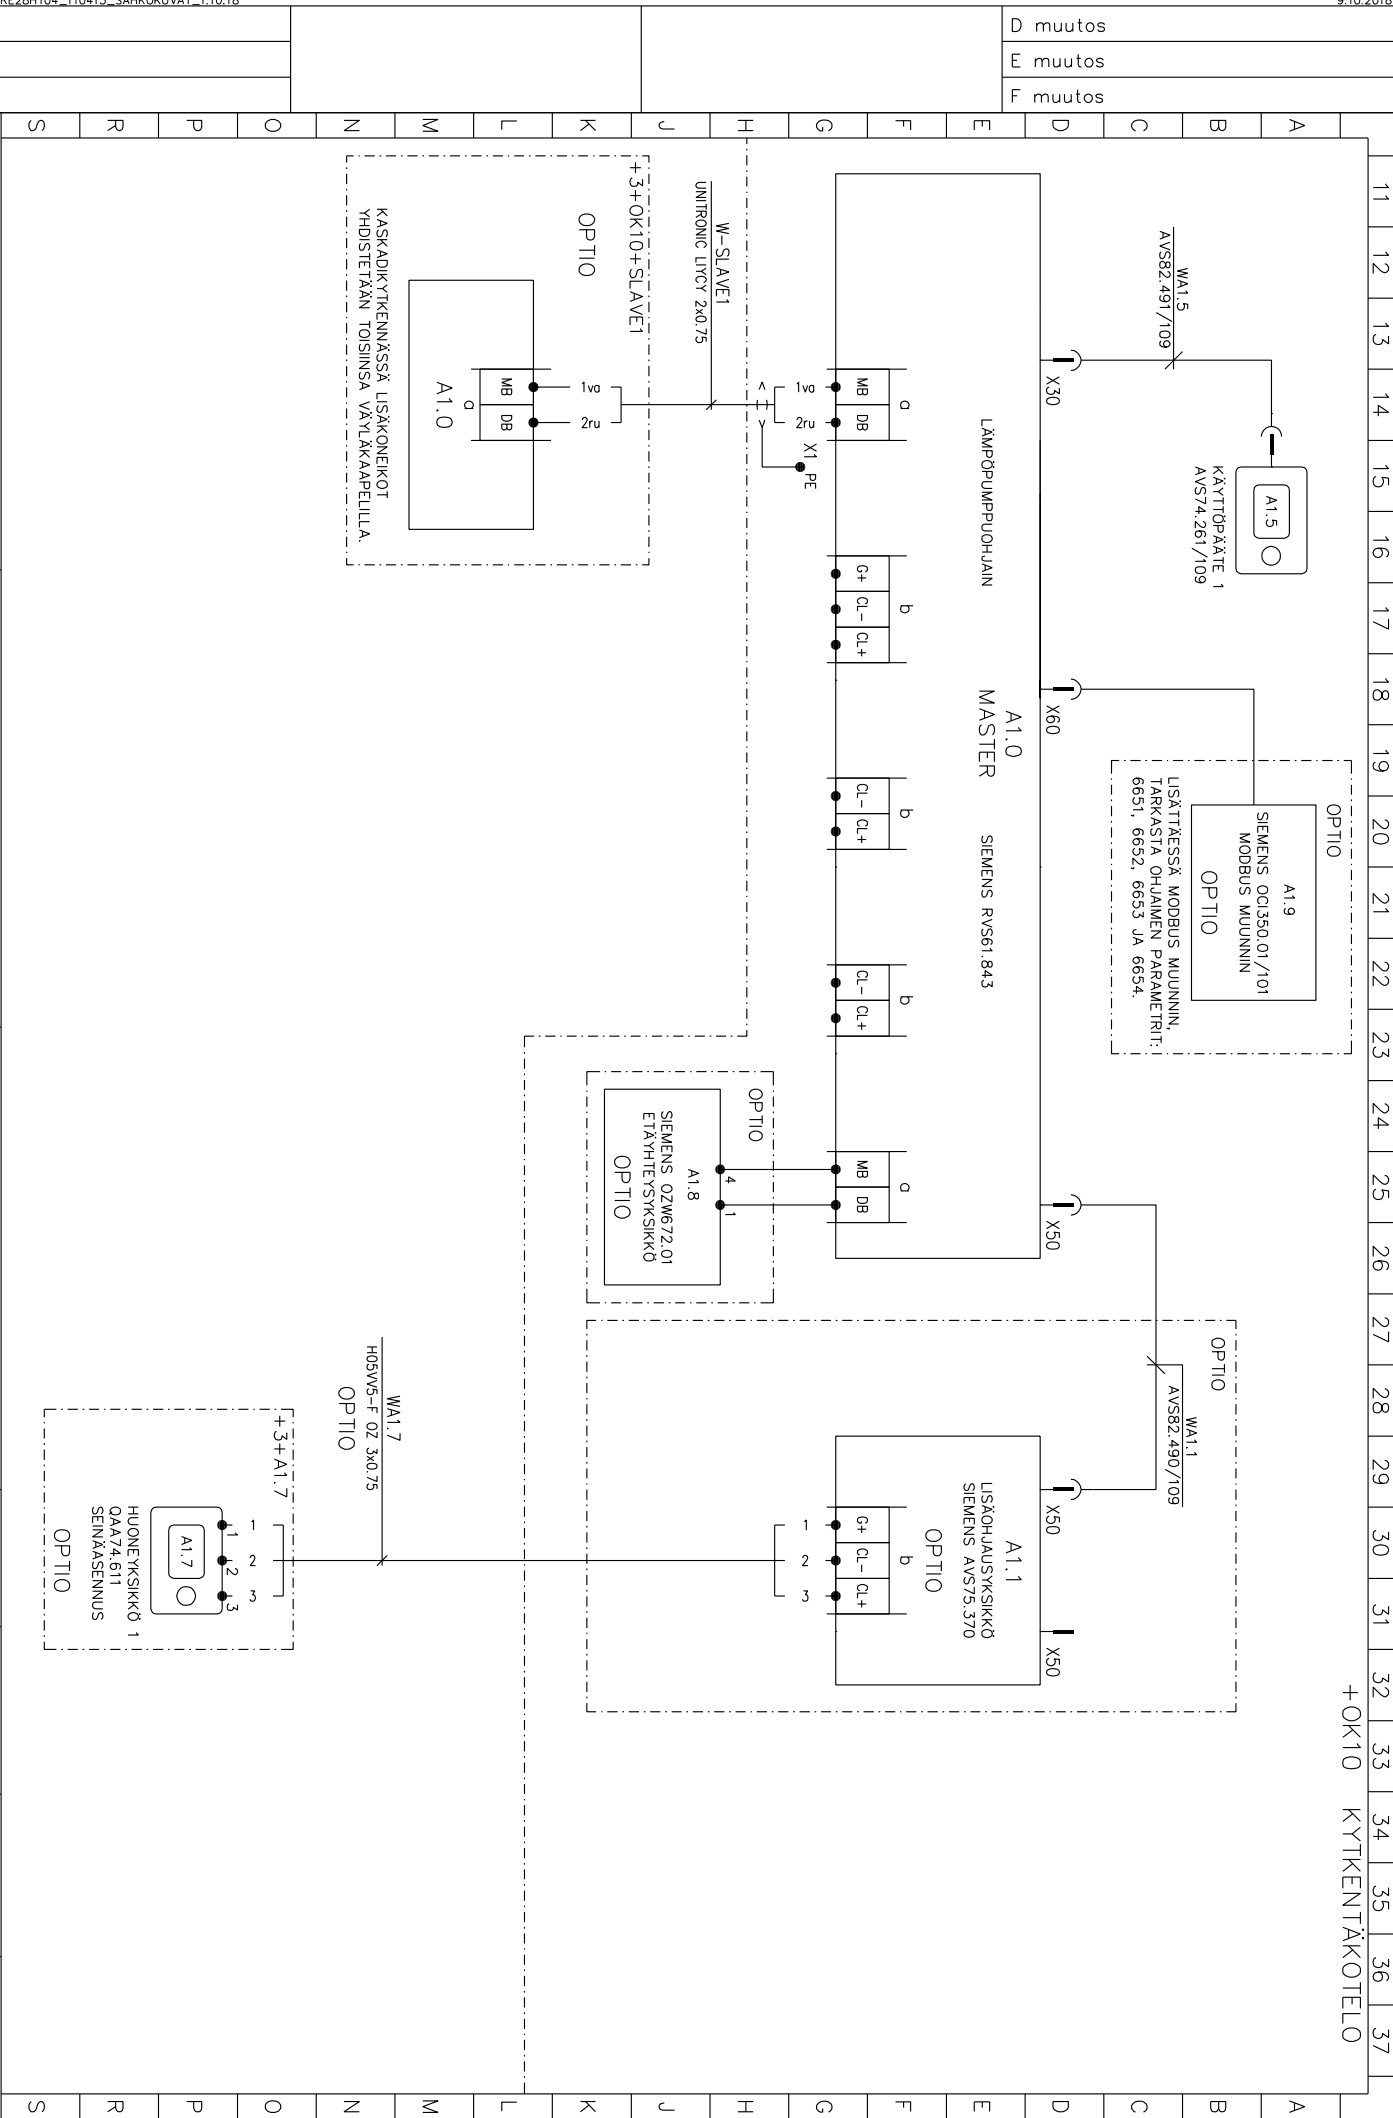 9.10.2018
D muutos
E muutos
F muutos
S R P O N M L K J H G F E D C B A
11 12 13 14 15 16 17 18 19 20 21 22 23 24 25 26 27 28 29 30 31 32 33 34 35 36 37
+OK10 KYTKENTÄKOTELO
WA1.5
AVS82.491/109
A1.5
KÄYTTÖPÄÄTE 1
AVS74.261/109
X30
X60
X50
OPTIO
A1.9
SIEMENS OCI350.01/101
MODBUS MUUNNIN
OPTIO
LISÄTTÄESSÄ MODBUS MUUNNIN,
TARKASTA OHJAIMEN PARAMETRIT:
6651, 6652, 6653 JA 6654.
LÄMPÖPUMPPUOHJAIN
A1.0
MASTER
SIEMENS RVS61.843
a
MB DB
b
G+ CL- CL+
b
CL- CL+
b
CL- CL+
a
MB DB
1va
2ru
X1
PE
W-SLAVE1
UNITRONIC LIYCY 2x0.75
+3+OK10+SLAVE1
OPTIO
1va
2ru
MB DB
a
A1.0
KASKADIKYTKENNÄSSÄ LISÄKONEIKOT
YHDISTETÄÄN TOISIINSA VÄYLÄKAAPELILLA.
OPTIO
4 1
A1.8
SIEMENS OZW672.01
ETÄYHTEYSYKSIKKÖ
OPTIO
OPTIO
WA1.1
AVS82.490/109
X50
X50
A1.1
LISÄOHJAUSYKSIKKÖ
SIEMENS AVS75.370
OPTIO
b
G+ CL- CL+
1 2 3
WA1.7
H05VV5-F OZ 3x0.75
OPTIO
+3+A1.7
1 2 3
1 2 3
A1.7
HUONEYKSIKKÖ 1
QAA74.611
SEINÄASENNUS
OPTIO
S R P O N M L K J H G F E D C B A